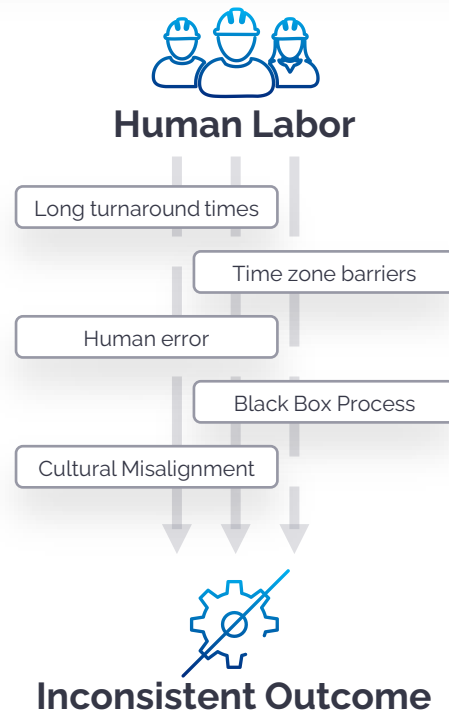 Human Labor
Long turnaround times
Time zone barriers
Human error
Black Box Process
Cultural Misalignment
Inconsistent Outcome